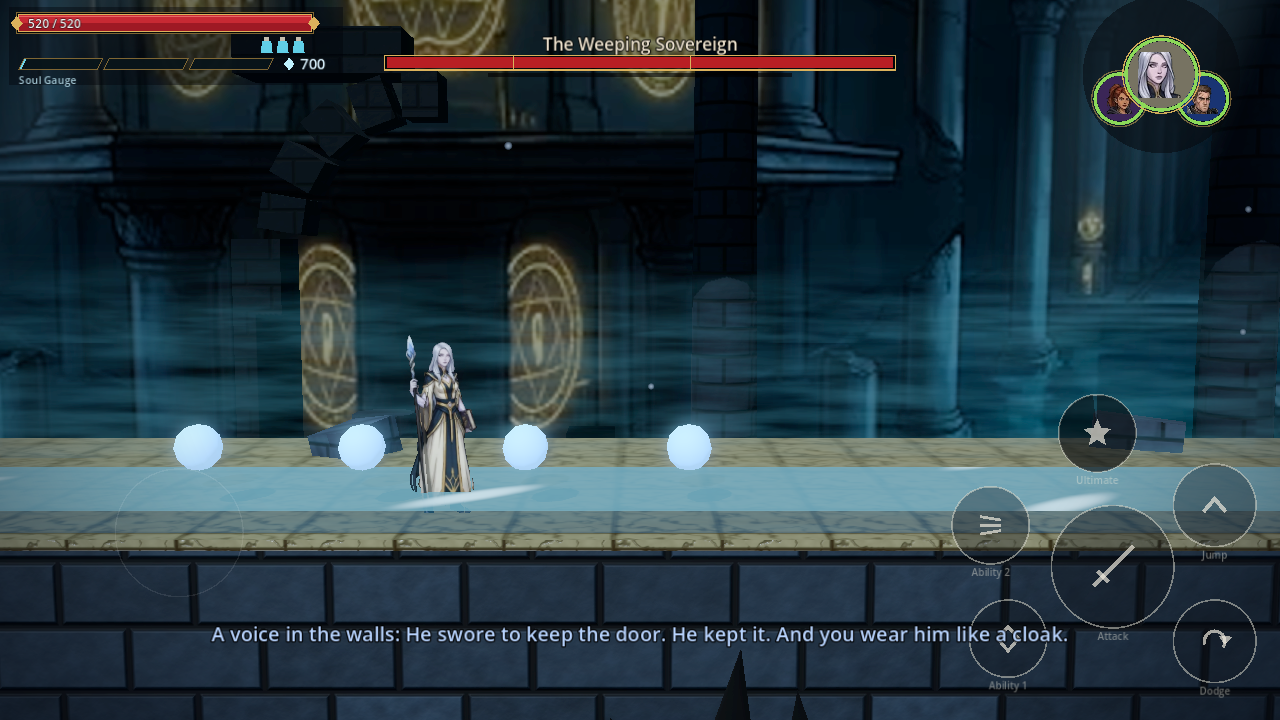 520 / 520
The Weeping Sovereign
700
Soul Gauge
Ultimate
Jump
Ability 2
A voice in the walls: He swore to keep the door. He kept it. And you wear him like a cloak.
Attack
Ability 1
Dodge